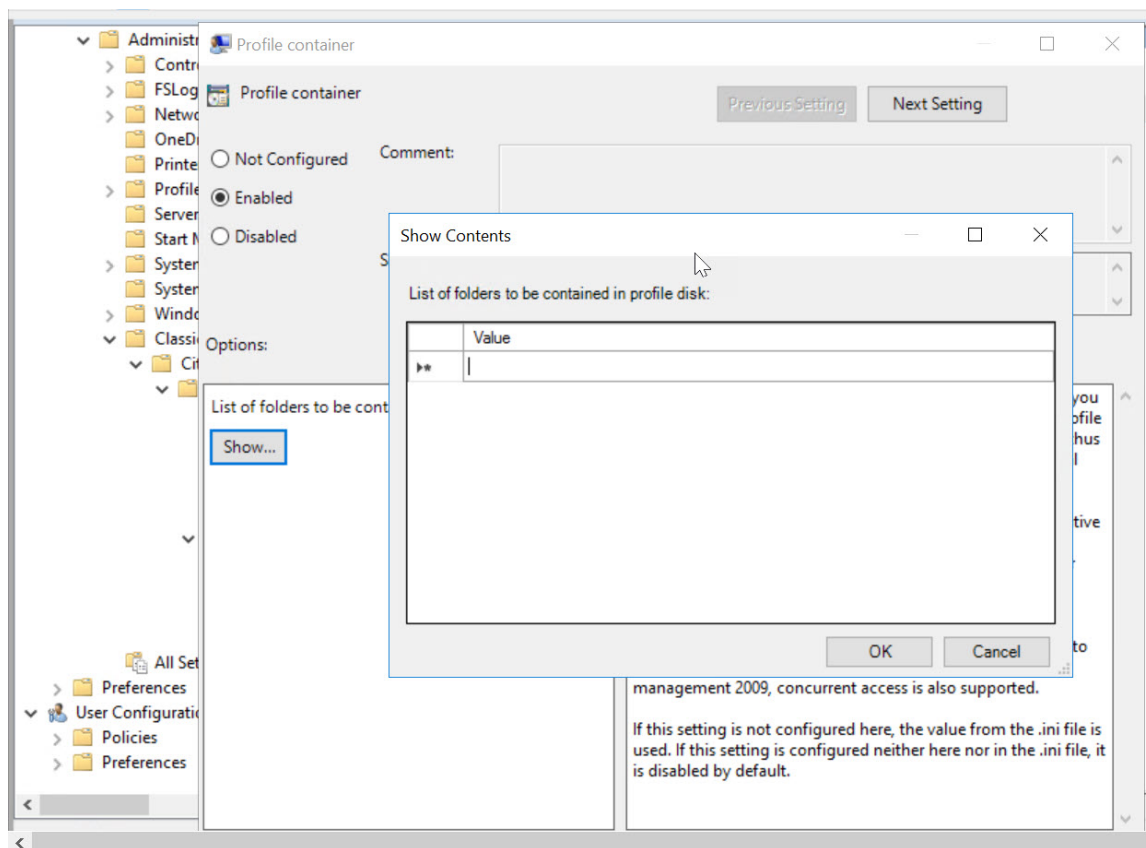 Administr
Contro
FSLog
Netwo
OneDr
Printe
Profile
Server
Start M
System
System
Windo
Classi
Cit
All Set
Preferences
User Configuratio
Policies
Preferences
Profile container
Profile container
Previous Setting
Next Setting
Not Configured
Enabled
Disabled
Comment:
S
Options:
List of folders to be cont
Show...
Show Contents
List of folders to be contained in profile disk:
Value
OK
Cancel
you
ofile
hus
l
tive
to
management 2009, concurrent access is also supported.
If this setting is not configured here, the value from the .ini file is
used. If this setting is configured neither here nor in the .ini file, it
is disabled by default.